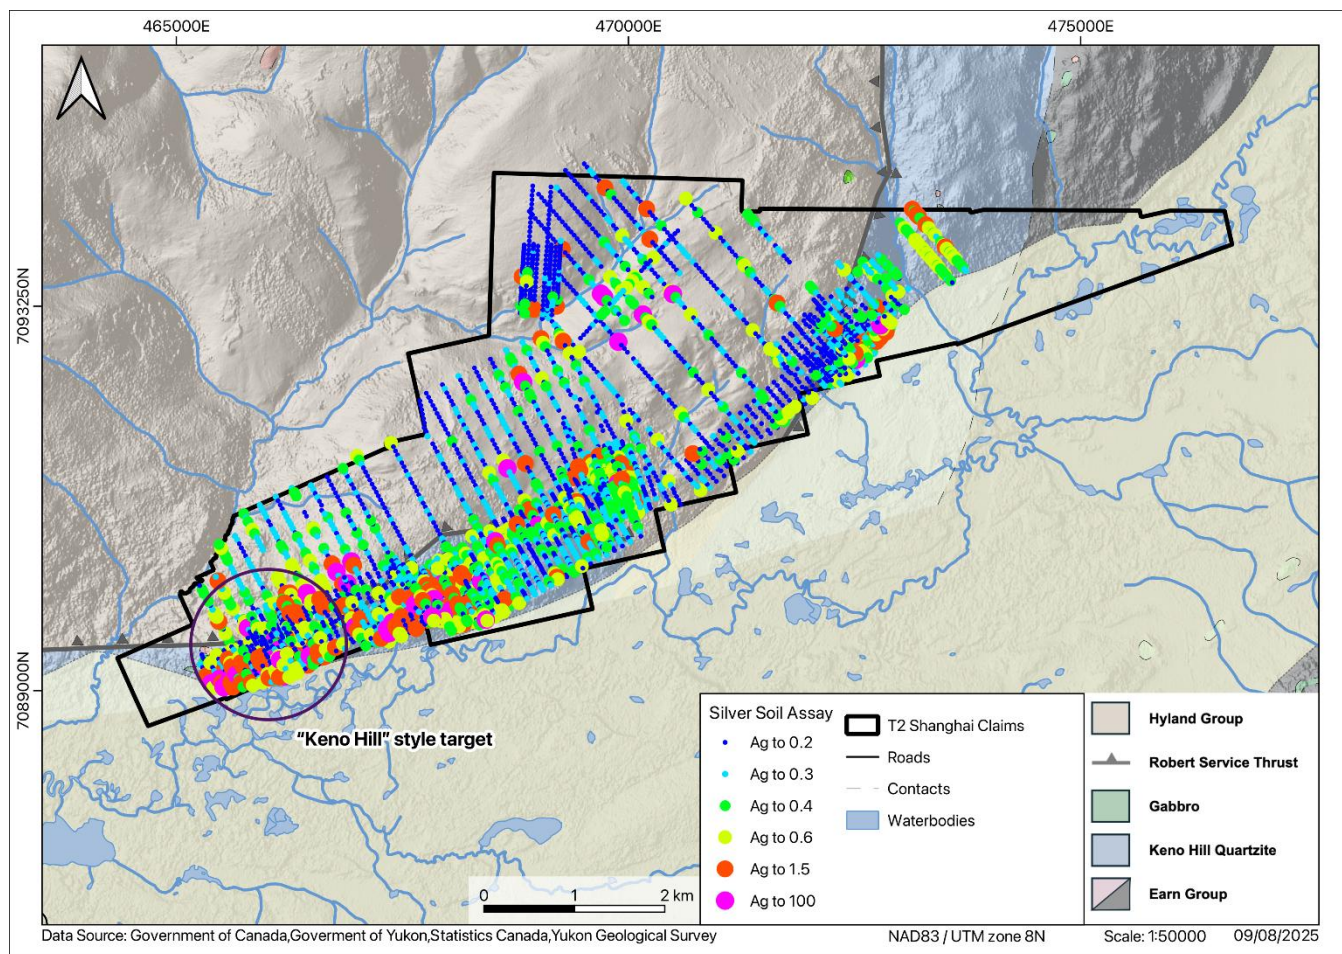 465000E
470000E
475000E
7093250N
7089000N
“Keno Hill” style target
Silver Soil Assay
Ag to 0.2
Ag to 0.3
Ag to 0.4
Ag to 0.6
Ag to 1.5
Ag to 100
T2 Shanghai Claims
Roads
Contacts
Waterbodies
Hyland Group
Robert Service Thrust
Gabbro
Keno Hill Quartzite
Earn Group
0 1 2 km
Data Source: Government of Canada,Goverment of Yukon,Statistics Canada,Yukon Geological Survey
NAD83 / UTM zone 8N
Scale: 1:50000
09/08/2025